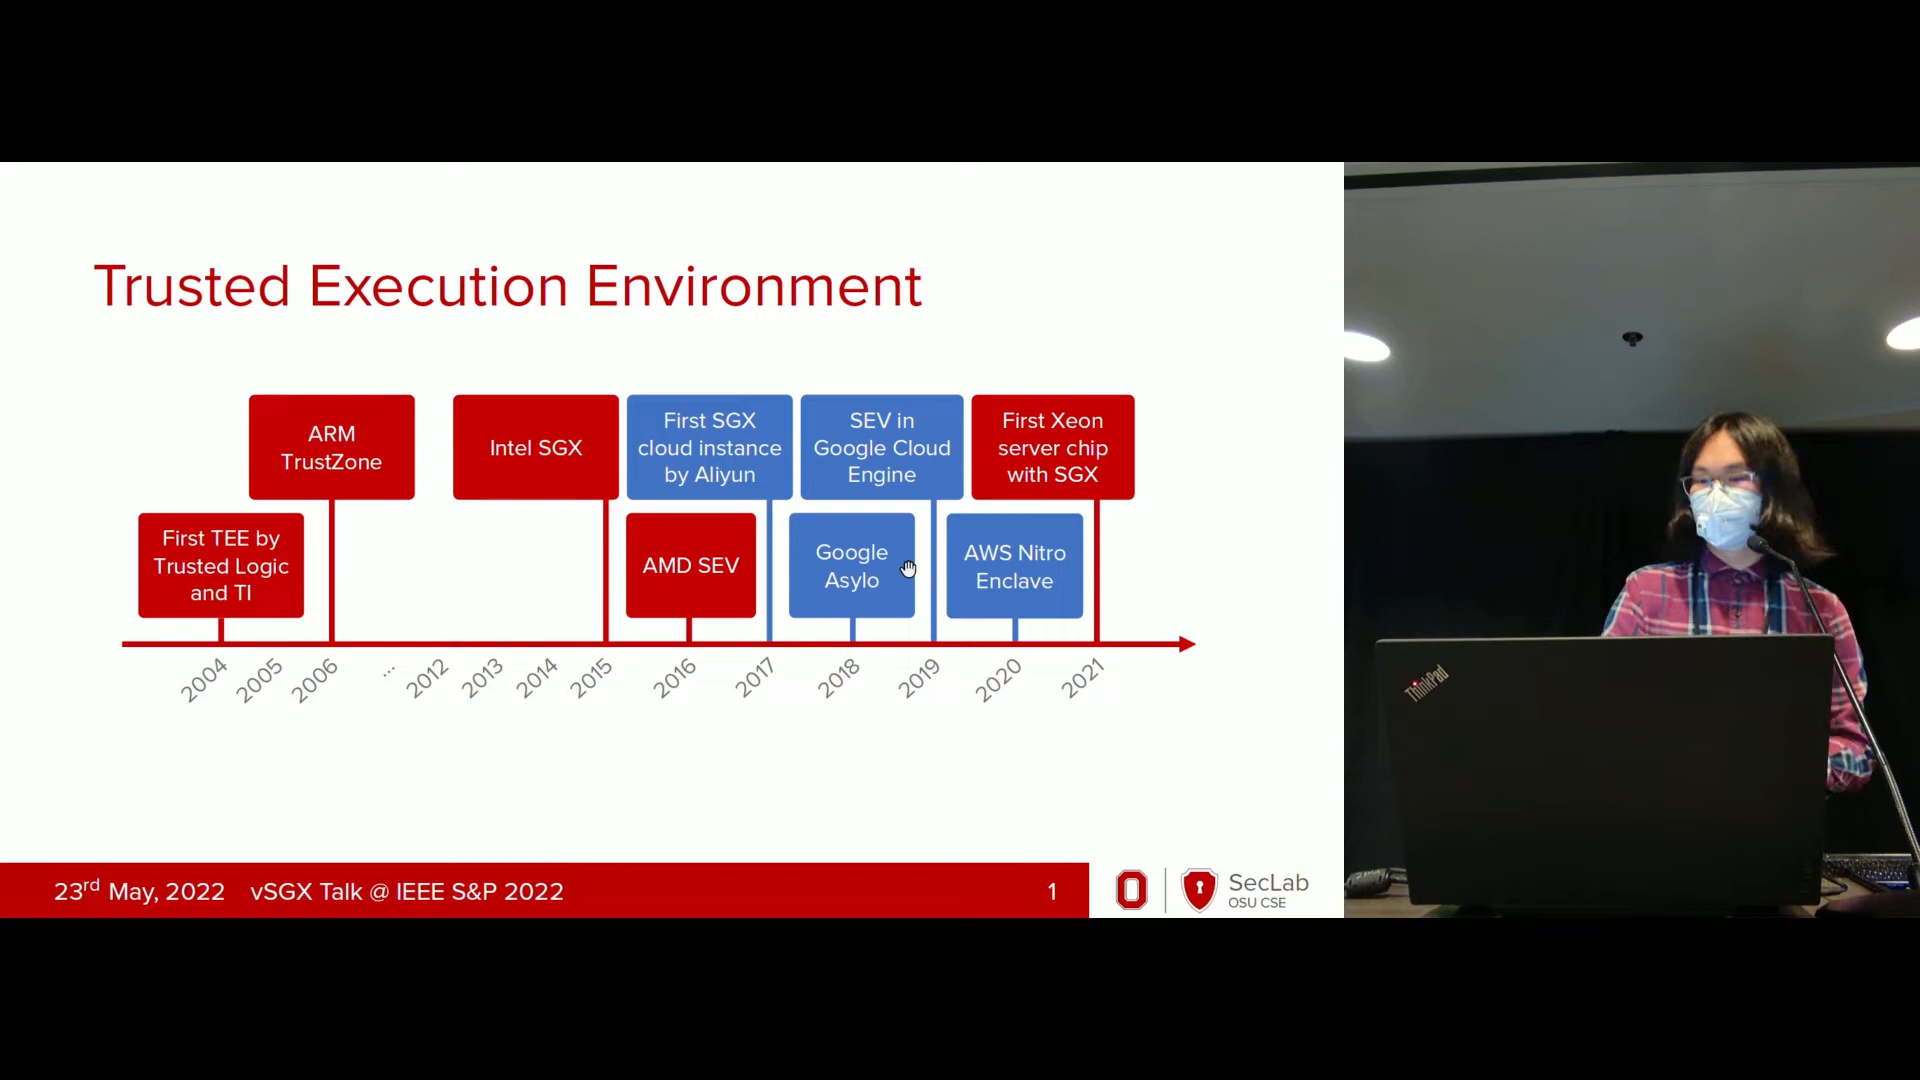 Trusted Execution Environment
ARM
TrustZone
Intel SGX
First SGX
cloud instance
by Aliyun
SEV in
Google Cloud
Engine
First Xeon
server chip
with SGX
First TEE by
Trusted Logic
and TI
AMD SEV
Google
Asylo
AWS Nitro
Enclave
2004
2005
2006
...
2012
2013
2014
2015
2016
2017
2018
2019
2020
2021
23rd May, 2022 vSGX Talk @ IEEE S&P 2022
1
SecLab
OSU CSE
ThinkPad